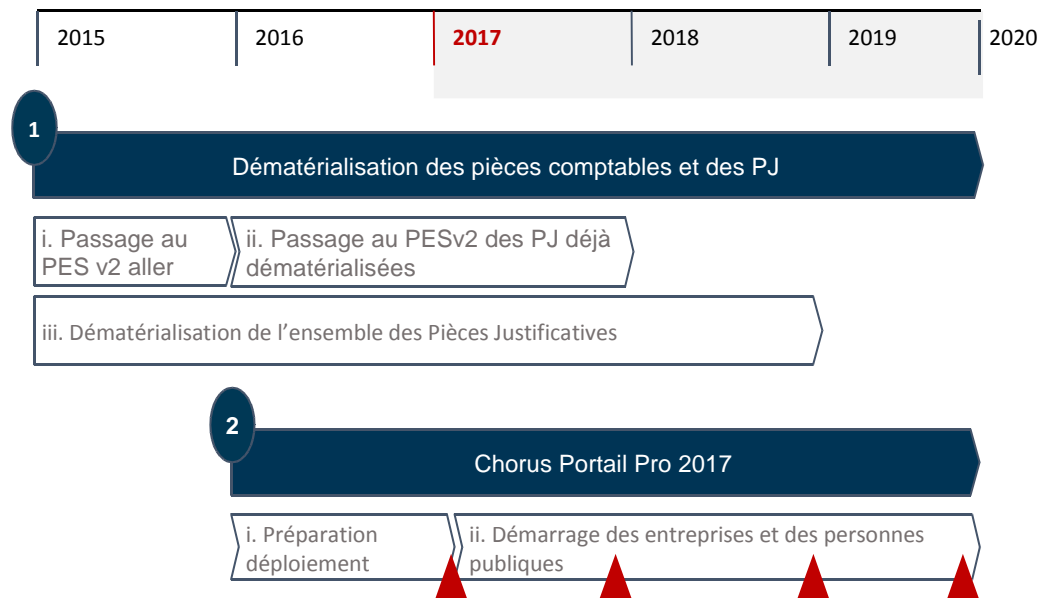 2015 2016 2017 2018 2019 2020
1
Dématérialisation des pièces comptables et des PJ
i. Passage au
PES v2 aller
ii. Passage au PESv2 des PJ déjà
dématérialisées
iii. Dématérialisation de l'ensemble des Pièces Justificatives
2
Chorus Portail Pro 2017
i. Préparation
déploiement
ii. Démarrage des entreprises et des personnes
publiques